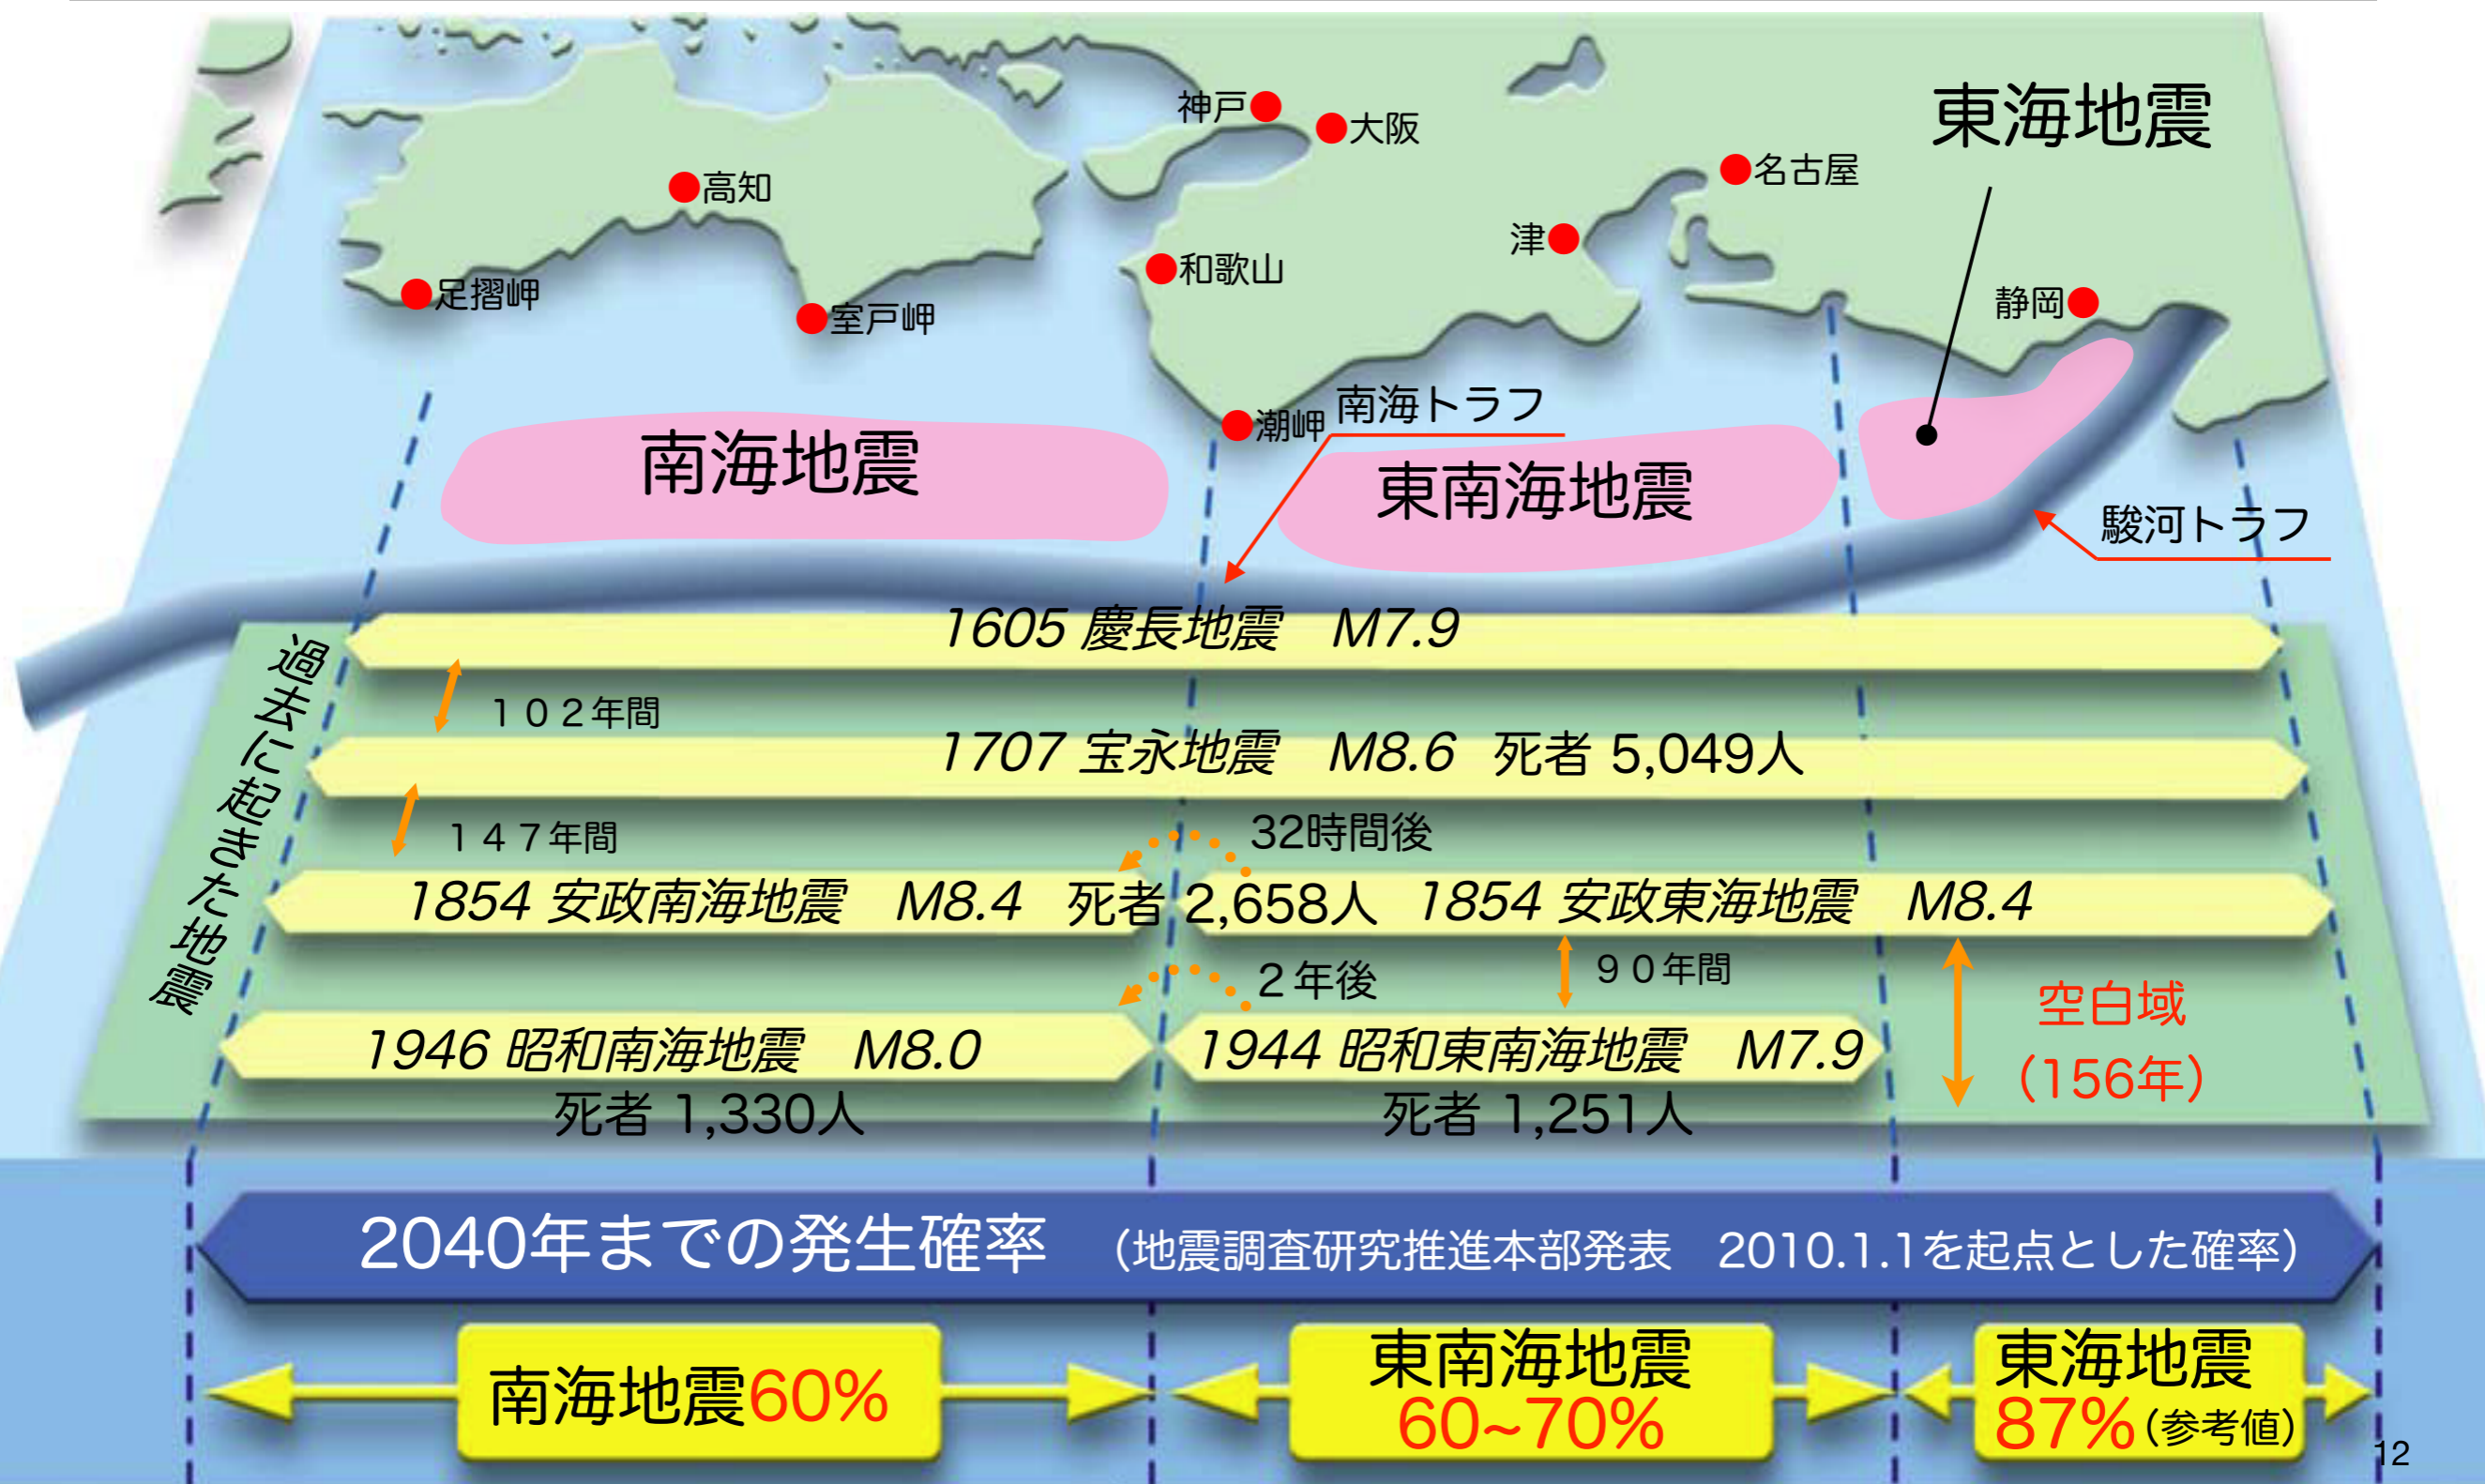 神戸
大阪
東海地震
高知
名古屋
津
和歌山
足摺岬
室戸岬
静岡
潮岬
南海トラフ
南海地震
東南海地震
駿河トラフ
過去に起きた地震
1605 慶長地震　M7.9
１０２年間
1707 宝永地震　M8.6 死者 5,049人
１４７年間
32時間後
1854 安政南海地震　M8.4 死者 2,658人 1854 安政東海地震　M8.4
２年後
９０年間
空白域
（156年）
1946 昭和南海地震　M8.0
死者 1,330人
1944 昭和東南海地震　M7.9
死者 1,251人
2040年までの発生確率 （地震調査研究推進本部発表　2010.1.1を起点とした確率）
南海地震60%
東南海地震
60~70%
東海地震
87%（参考値）
12